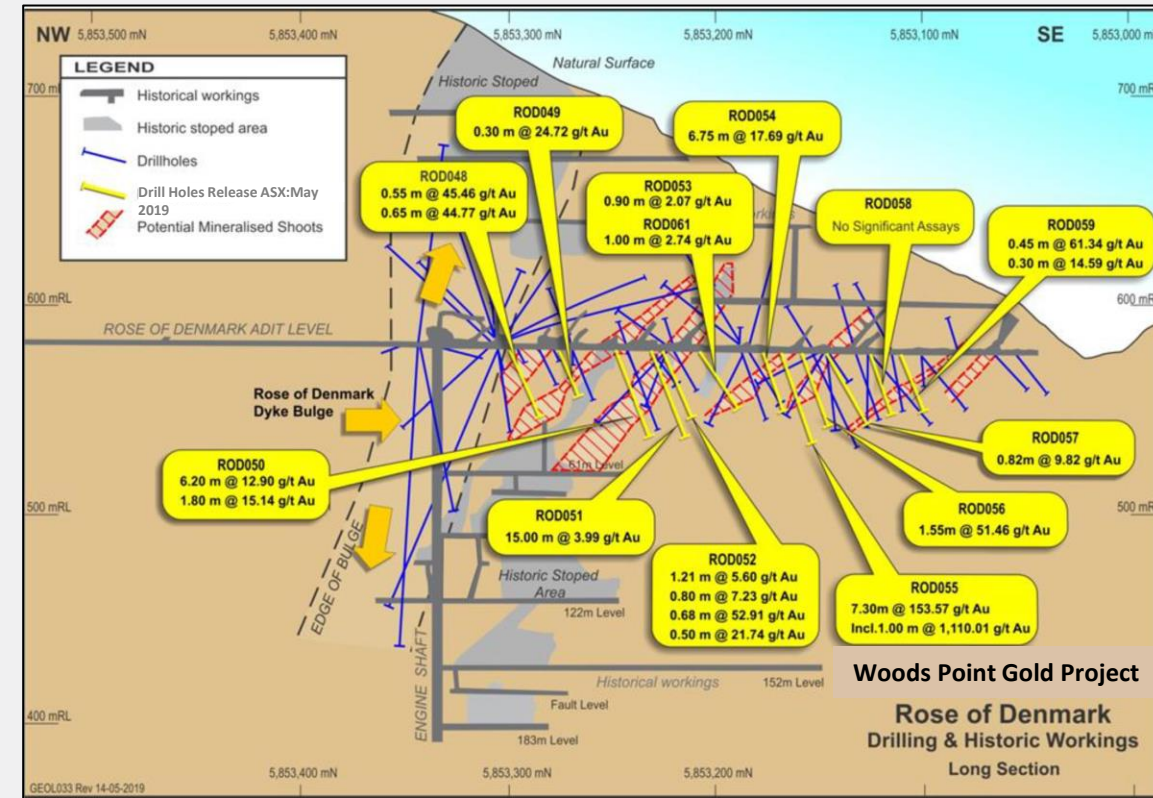 NW
5,853,500 mN
5,853,400 mN
5,853,300 mN
5,853,200 mN
5,853,100 mN
SE
5,853,000 mN
LEGEND
Historical workings
Historic stoped area
Drillholes
Drill Holes Release ASX:May
2019
Potential Mineralised Shoots
Natural Surface
Historic Stoped
700 mRL
700 mRL
ROD049
0.30 m @ 24.72 g/t Au
ROD054
6.75 m @ 17.69 g/t Au
ROD048
0.55 m @ 45.46 g/t Au
0.65 m @ 44.77 g/t Au
ROD053
0.90 m @ 2.07 g/t Au
ROD061
1.00 m @ 2.74 g/t Au
ROD058
No Significant Assays
ROD059
0.45 m @ 61.34 g/t Au
0.30 m @ 14.59 g/t Au
600 mRL
600 mRL
ROSE OF DENMARK ADIT LEVEL
Rose of Denmark
Dyke Bulge
ROD050
6.20 m @ 12.90 g/t Au
1.80 m @ 15.14 g/t Au
61m Level
ROD057
0.82m @ 9.82 g/t Au
500 mRL
500 mRL
ROD051
15.00 m @ 3.99 g/t Au
ROD056
1.55m @ 51.46 g/t Au
ROD052
1.21 m @ 5.60 g/t Au
0.80 m @ 7.23 g/t Au
0.68 m @ 52.91 g/t Au
0.50 m @ 21.74 g/t Au
ROD055
7.30m @ 153.57 g/t Au
Incl.1.00 m @ 1,110.01 g/t Au
EDGE OF BULGE
Historic Stoped
Area
122m Level
ENGINE SHAFT
Historical workings
152m Level
Fault Level
183m Level
400 mRL
Woods Point Gold Project
Rose of Denmark
Drilling & Historic Workings
Long Section
5,853,400 mN
5,853,300 mN
5,853,200 mN
5,853,100 mN
GEOL033 Rev 14-05-2019